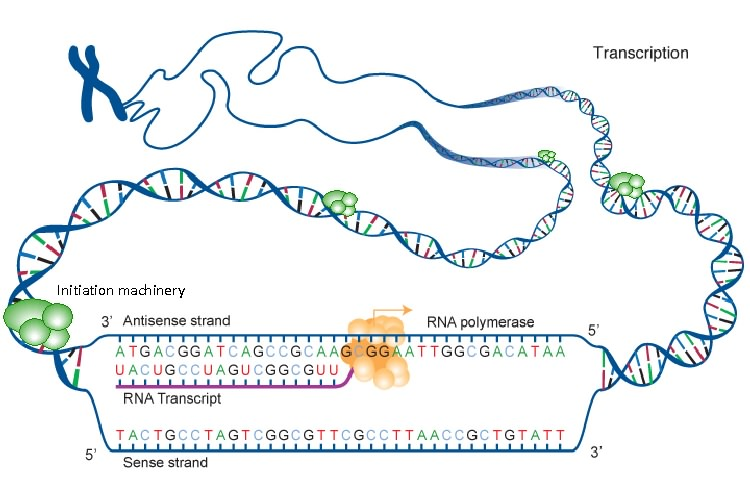 Transcription
Initiation machinery
3’ Antisense strand RNA polymerase 5’
ATGACGGATCAGCCGCAAGCGGAATTGGCGACATAA
UACUGCCUAGUCGGCGUU
RNA Transcript
TACTGCCTAGTCGGCGTTCGCCTTAACCGCTGTATT
5’ Sense strand 3’